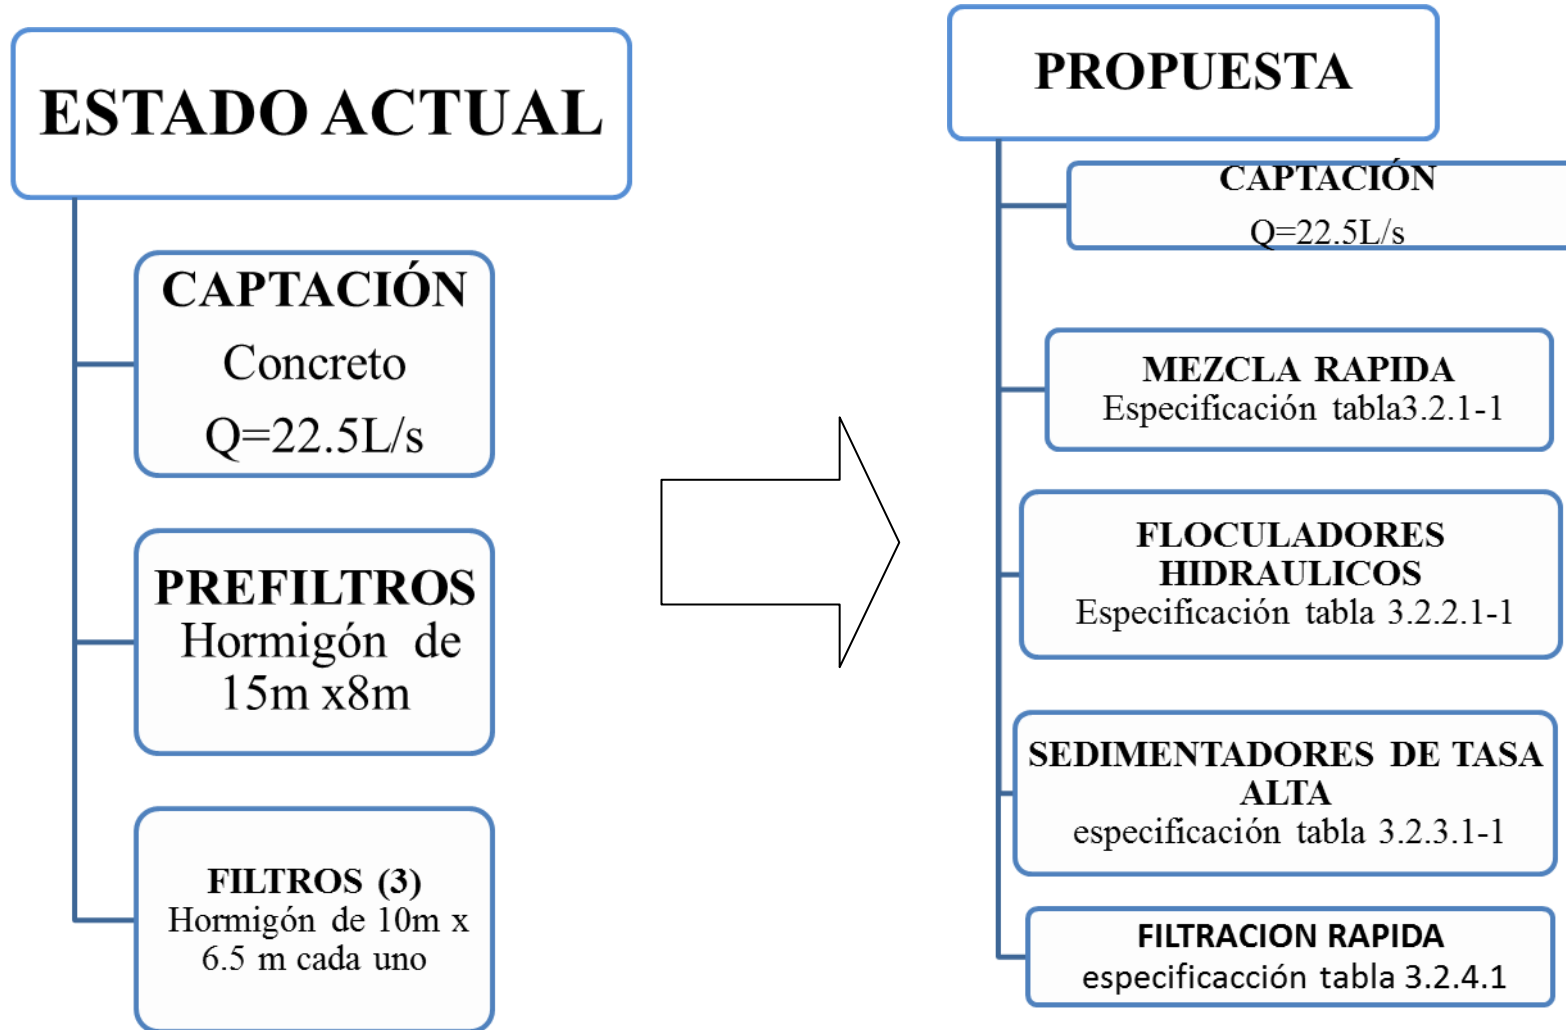 ESTADO ACTUAL
CAPTACIÓN
Concreto
Q=22.5L/s
PREFILTROS
Hormigón de
15m x8m
FILTROS (3)
Hormigón de 10m x
6.5 m cada uno
PROPUESTA
CAPTACIÓN
Q=22.5L/s
MEZCLA RAPIDA
Especificación tabla3.2.1-1
FLOCULADORES
HIDRAULICOS
Especificación tabla 3.2.2.1-1
SEDIMENTADORES DE TASA
ALTA
especificación tabla 3.2.3.1-1
FILTRACION RAPIDA
especificacción tabla 3.2.4.1